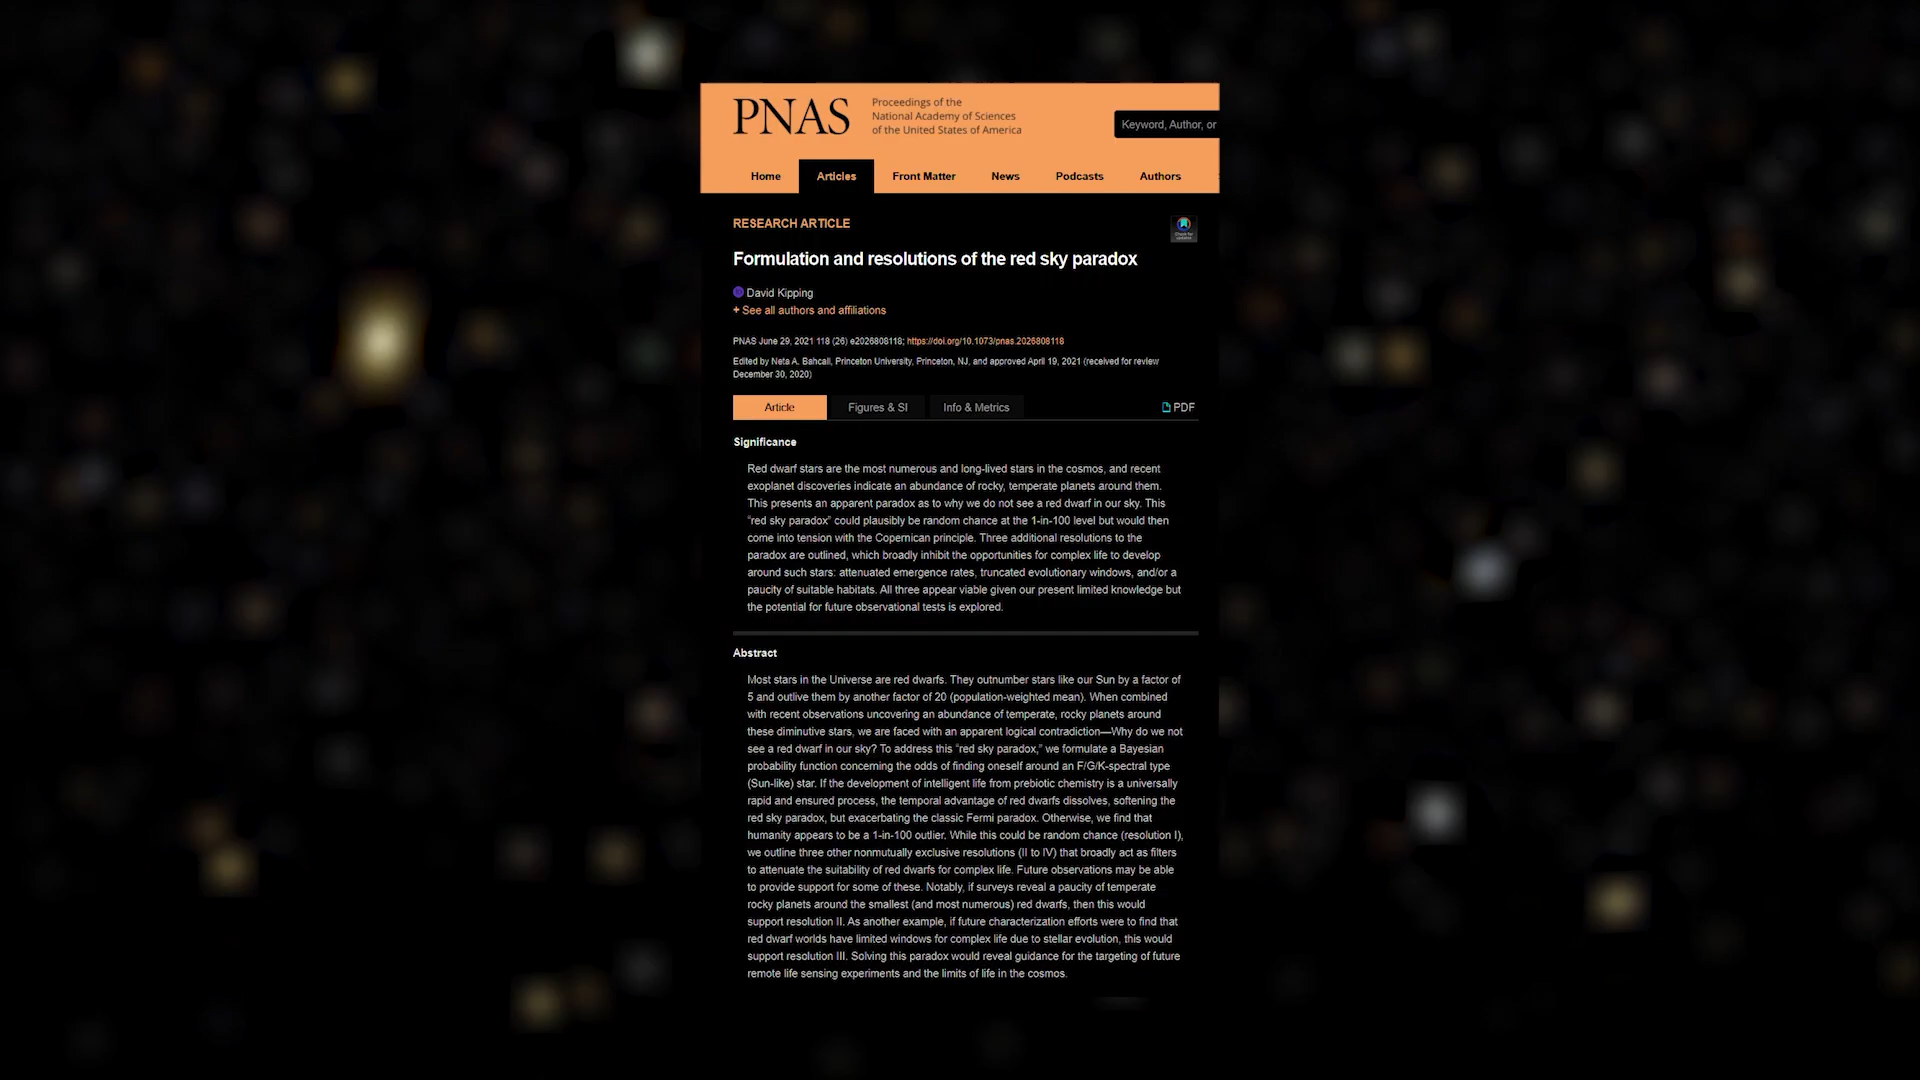 PNAS
Proceedings of the
National Academy of Sciences
of the United States of America
Keyword, Author, or
Home
Articles
Front Matter
News
Podcasts
Authors
RESEARCH ARTICLE
Check for
updates
Formulation and resolutions of the red sky paradox
David Kipping
+ See all authors and affiliations
PNAS June 29, 2021 118 (26) e2026808118; https://doi.org/10.1073/pnas.2026808118
Edited by Neta A. Bahcall, Princeton University, Princeton, NJ, and approved April 19, 2021 (received for review
December 30, 2020)
Article
Figures & SI
Info & Metrics
PDF
Significance
Red dwarf stars are the most numerous and long-lived stars in the cosmos, and recent
exoplanet discoveries indicate an abundance of rocky, temperate planets around them.
This presents an apparent paradox as to why we do not see a red dwarf in our sky. This
“red sky paradox” could plausibly be random chance at the 1-in-100 level but would then
come into tension with the Copernican principle. Three additional resolutions to the
paradox are outlined, which broadly inhibit the opportunities for complex life to develop
around such stars: attenuated emergence rates, truncated evolutionary windows, and/or a
paucity of suitable habitats. All three appear viable given our present limited knowledge but
the potential for future observational tests is explored.
Abstract
Most stars in the Universe are red dwarfs. They outnumber stars like our Sun by a factor of
5 and outlive them by another factor of 20 (population-weighted mean). When combined
with recent observations uncovering an abundance of temperate, rocky planets around
these diminutive stars, we are faced with an apparent logical contradiction—Why do we not
see a red dwarf in our sky? To address this “red sky paradox,” we formulate a Bayesian
probability function concerning the odds of finding oneself around an F/G/K-spectral type
(Sun-like) star. If the development of intelligent life from prebiotic chemistry is a universally
rapid and ensured process, the temporal advantage of red dwarfs dissolves, softening the
red sky paradox, but exacerbating the classic Fermi paradox. Otherwise, we find that
humanity appears to be a 1-in-100 outlier. While this could be random chance (resolution I),
we outline three other nonmutually exclusive resolutions (II to IV) that broadly act as filters
to attenuate the suitability of red dwarfs for complex life. Future observations may be able
to provide support for some of these. Notably, if surveys reveal a paucity of temperate
rocky planets around the smallest (and most numerous) red dwarfs, then this would
support resolution II. As another example, if future characterization efforts were to find that
red dwarf worlds have limited windows for complex life due to stellar evolution, this would
support resolution III. Solving this paradox would reveal guidance for the targeting of future
remote life sensing experiments and the limits of life in the cosmos.